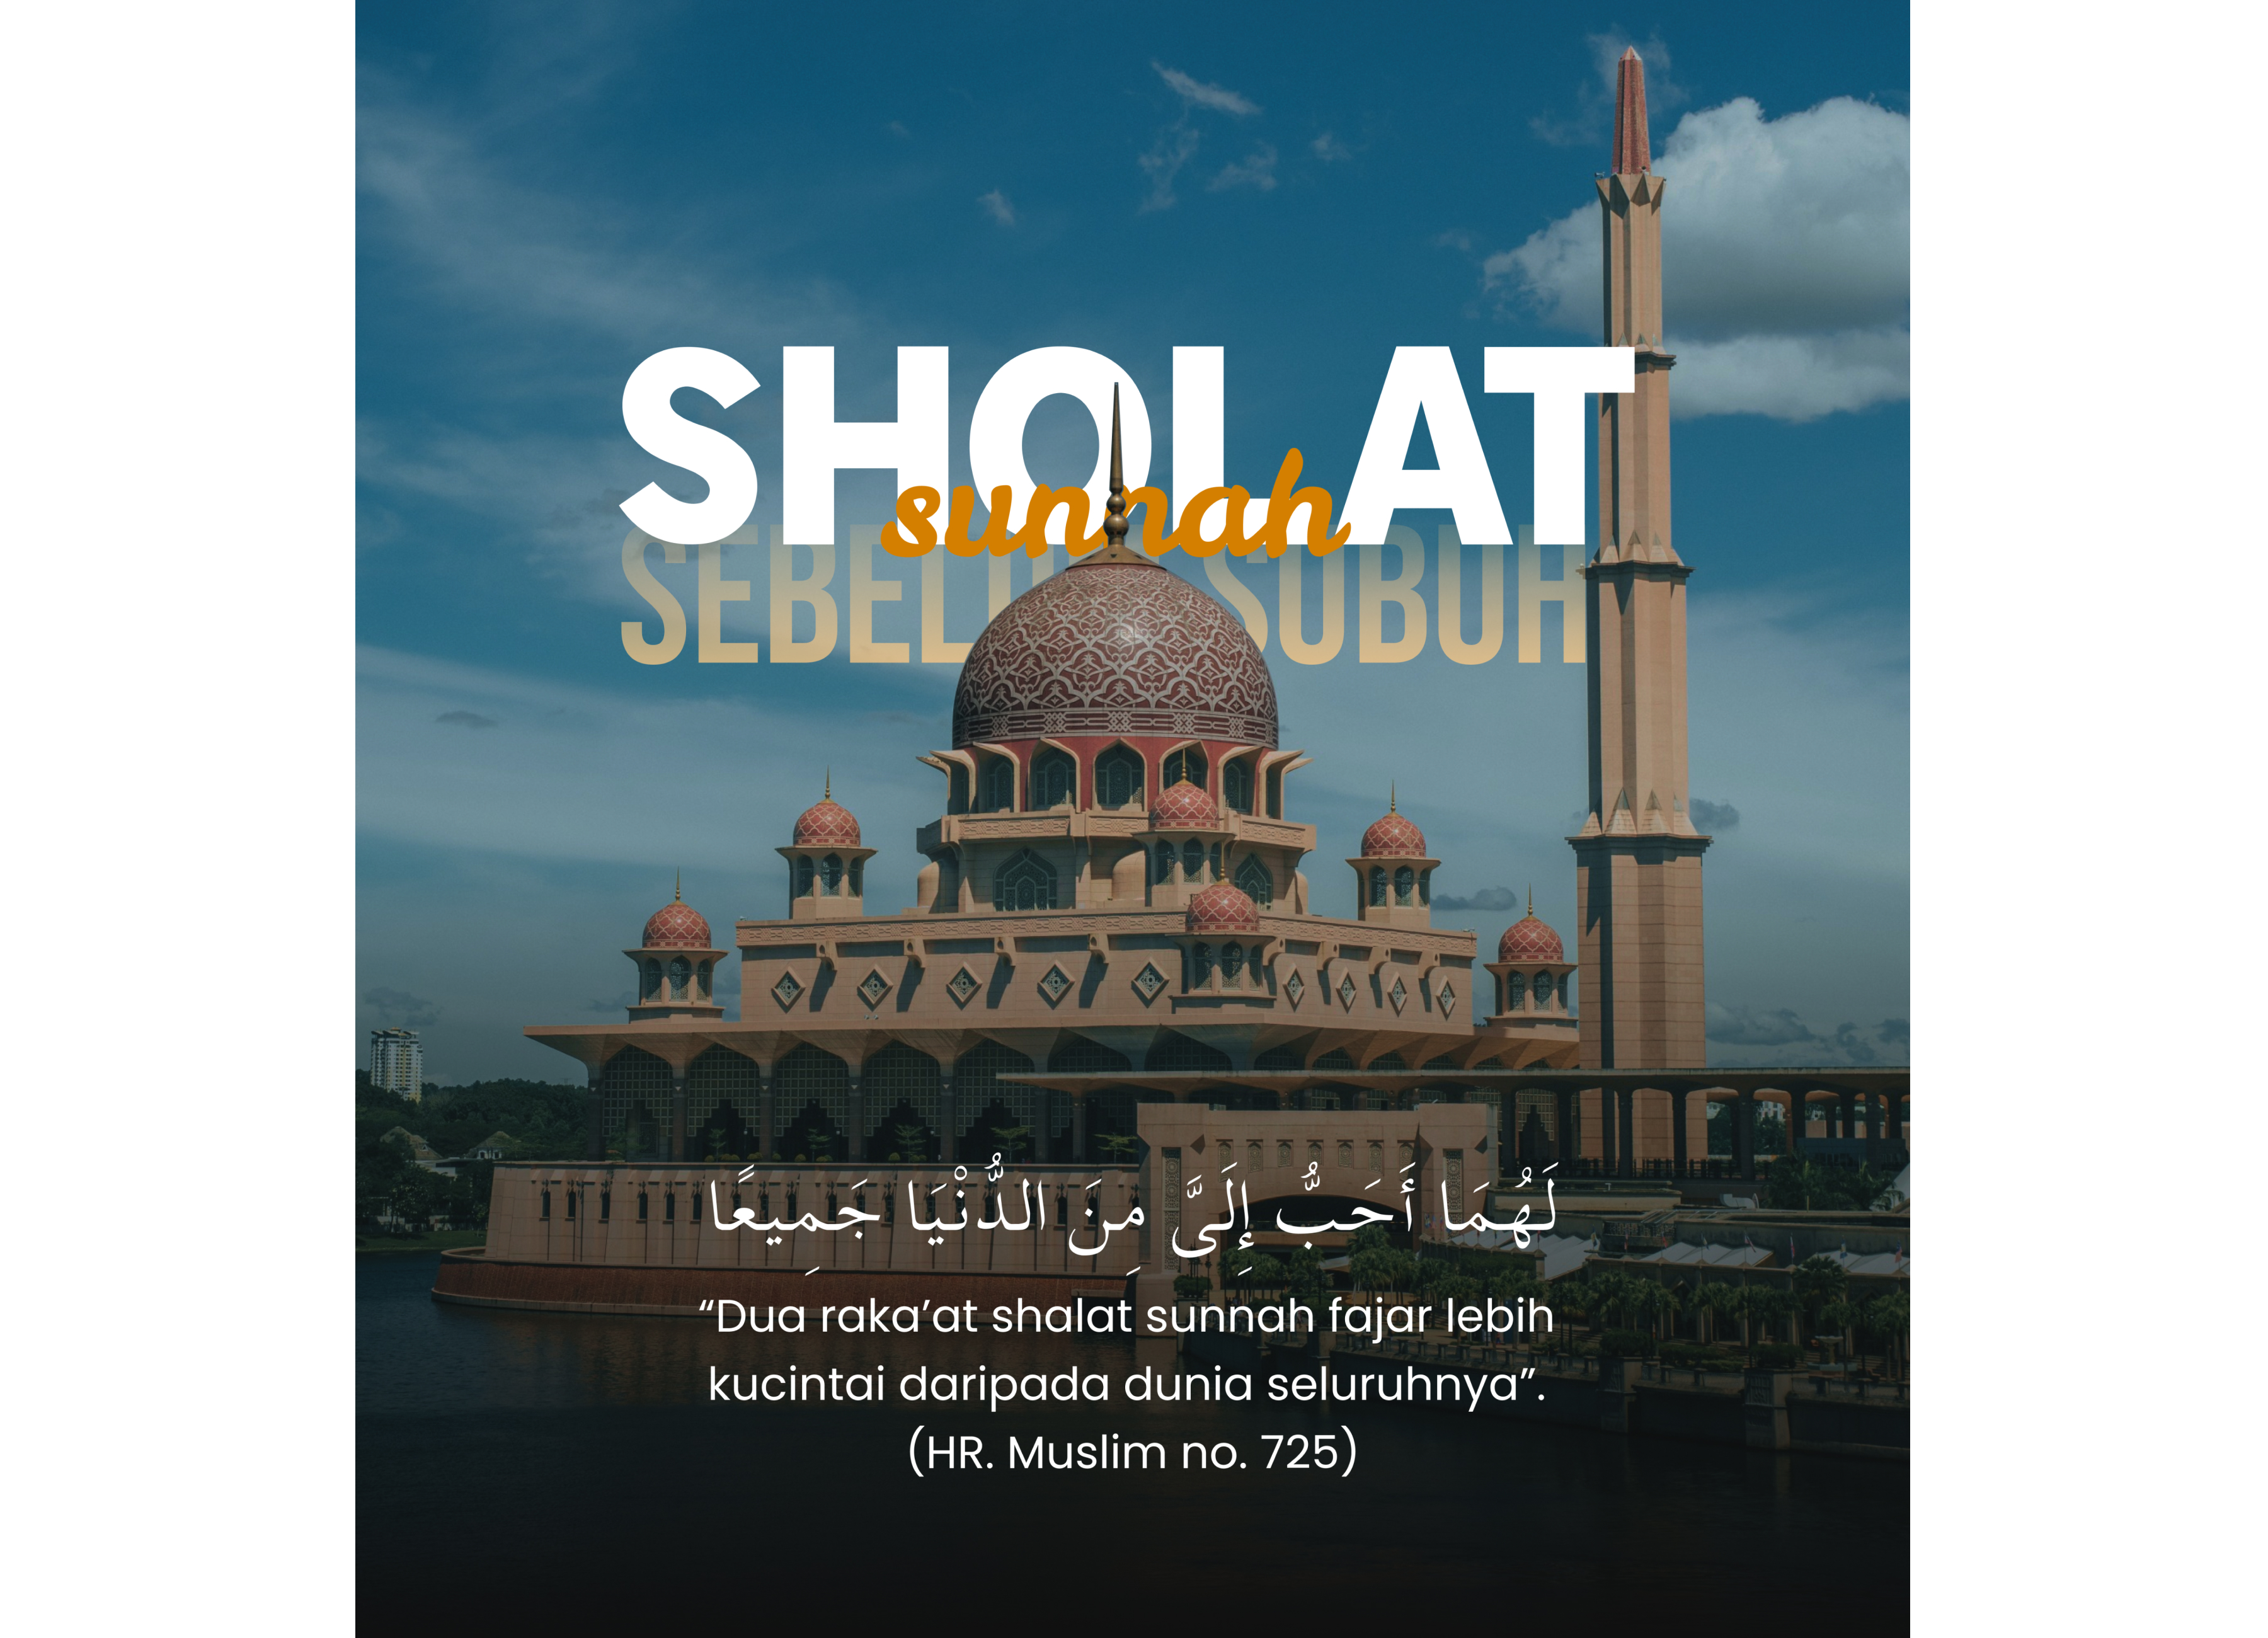 SHOLAT
sunnah
SEBELUM SUBUH
لَهُمَا أَحَبُّ إِلَىَّ مِنَ الدُّنْيَا جَمِيعًا
“Dua raka’at shalat sunnah fajar lebih
kucintai daripada dunia seluruhnya”.
(HR. Muslim no. 725)